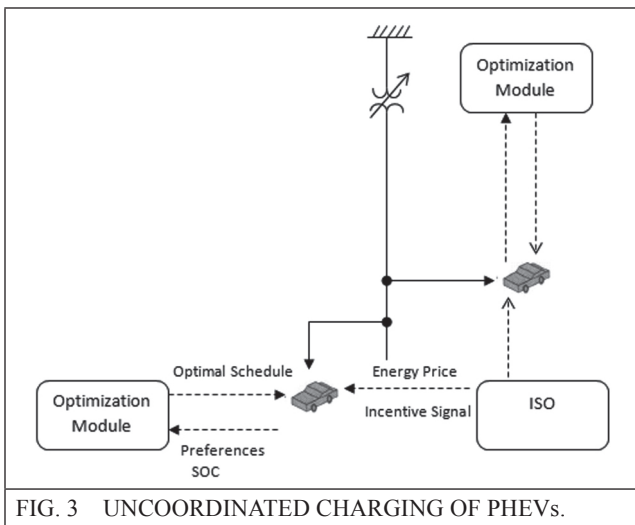 Optimization
Module
Optimal Schedule
Energy Price
Optimization
Module
Incentive Signal
ISO
Preferences
SOC
FIG. 3 UNCOORDINATED CHARGING OF PHEVs.